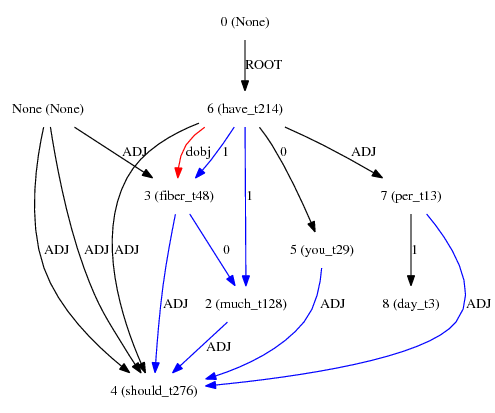 0 (None)
ROOT
None (None)
6 (have_t214)
ADJ
dobj
1
0
ADJ
3 (fiber_t48)
1
7 (per_t13)
ADJ
ADJ
ADJ
0
5 (you_t29)
1
ADJ
2 (much_t128)
ADJ
8 (day_t3)
ADJ
ADJ
4 (should_t276)